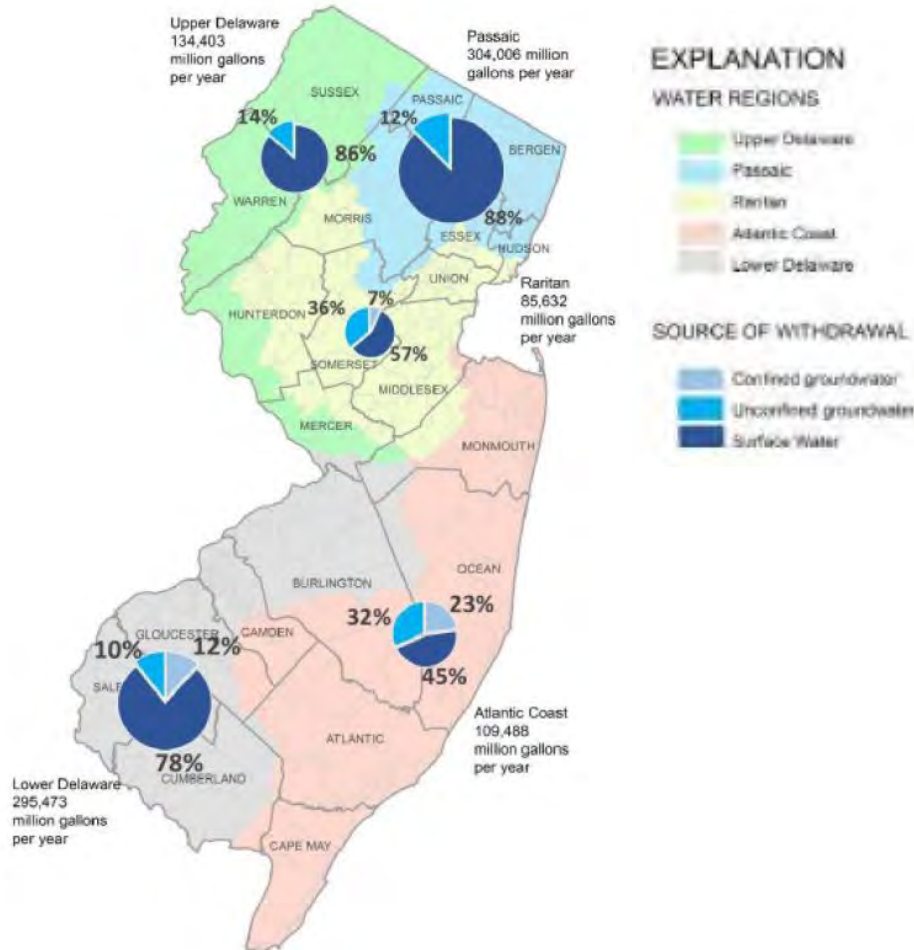 Upper Delaware
134,403
million gallons
per year
Passaic
304,006 million
gallons per year
EXPLANATION
WATER REGIONS
Upper Delaware
Passaic
Raritan
Atlantic Coast
Lower Delaware
SOURCE OF WITHDRAWAL
Confined groundwater
Unconfined groundwater
Surface Water
SUSSEX
PASSAIC
14%
12%
BERGEN
86%
WARREN
88%
MORRIS
ESSEX
HUDSON
UNION
Raritan
85,632
million gallons
per year
HUNTERDON
36%
7%
57%
SOMERSET
MIDDLESEX
MERCER
MONMOUTH
OCEAN
BURLINGTON
32%
23%
45%
GLOUCESTER
CAMDEN
10%
12%
SAL
78%
CUMBERLAND
ATLANTIC
Atlantic Coast
109,488
million gallons
per year
Lower Delaware
295,473
million gallons
per year
CAPE MAY